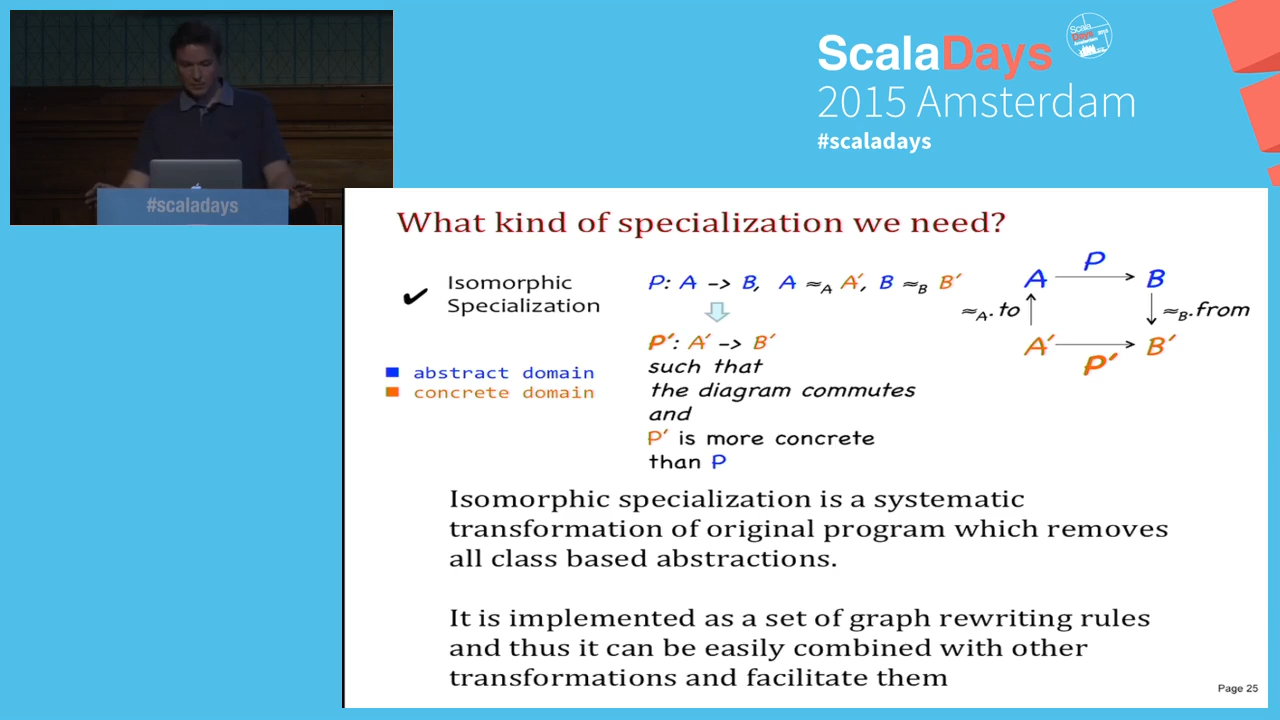 ScalaDays
2015 Amsterdam
#scaladays
#scaladays
What kind of specialization we need?
✔ Isomorphic
Specialization
abstract domain
concrete domain
P: A -> B, A ≈A A′, B ≈B B′
P′: A′ -> B′
such that
the diagram commutes
and
P′ is more concrete
than P
P
A B
≈A.to ≈B.from
A′ B′
P′
Isomorphic specialization is a systematic
transformation of original program which removes
all class based abstractions.
It is implemented as a set of graph rewriting rules
and thus it can be easily combined with other
transformations and facilitate them
Page 25